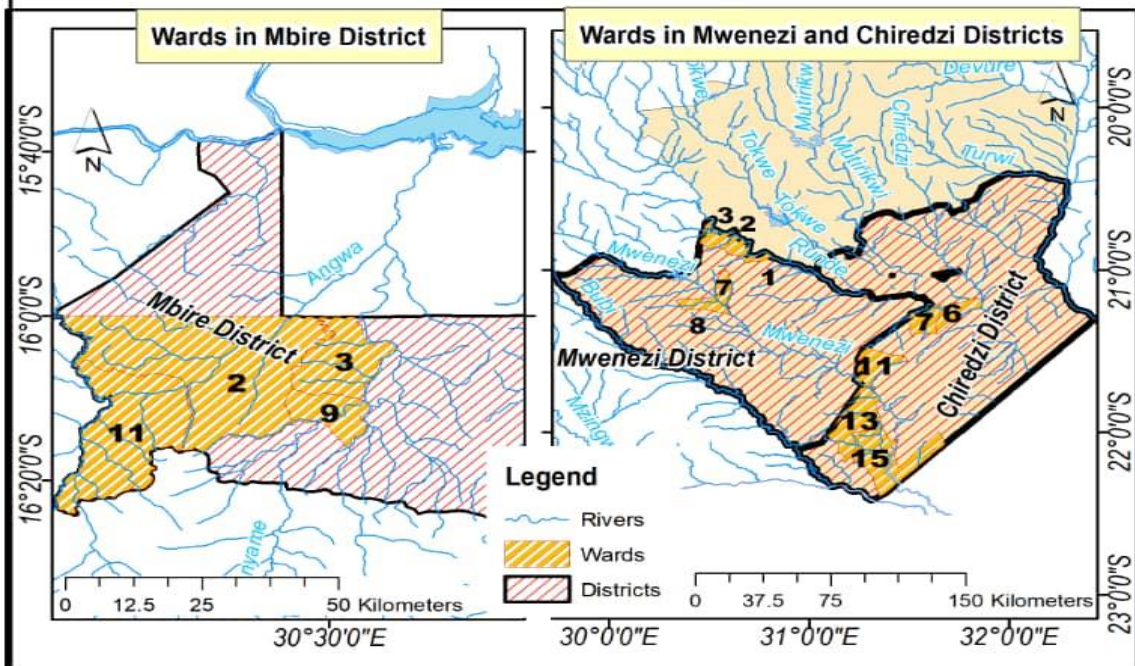 Wards in Mbire District
15°40'0"S
16°0'0"S
16°20'0"S
N
Angwa
Mbire District
3
2
9
11
nyame
0 12.5 25 50 Kilometers
30°30'0"E
Legend
Rivers
Wards
Districts
Wards in Mwenezi and Chiredzi Districts
Devure
N
Mutirikwi
Chiredzi
Tokwe
Mutirikwi
Turwi
Tokwe
3 2
Runde
Mwenezi
1
7
Bubi
8
6
7
Mwenezi
Mwenezi District
11
Chiredzi District
13
15
20°0'0"S
21°0'0"S
22°0'0"S
23°0'0"S
0 37.5 75 150 Kilometers
30°0'0"E 31°0'0"E 32°0'0"E